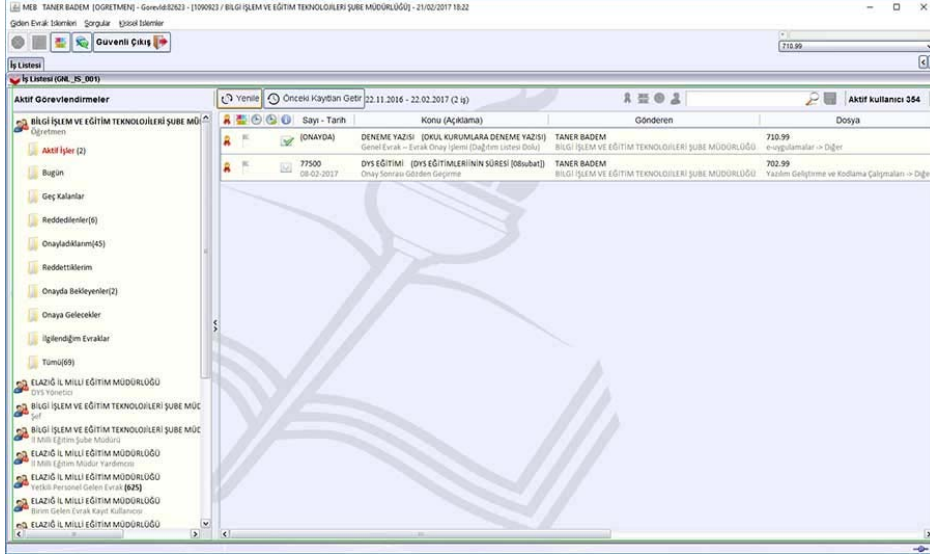 MEB TANER BADEM [OGRETMEN] - GorevId:82623 - [1090923 / BİLGİ İŞLEM VE EĞİTİM TEKNOLOJİLERİ ŞUBE MÜDÜRLÜĞÜ] - 21/02/2017 18:22
Giden Evrak İşlemleri Sorgular Kişisel İşlemler
Güvenli Çıkış
710.99
İş Listesi
İş Listesi (GNL_IS_001)
Aktif Görevlendirmeler
Yenile Önceki Kayıtları Getir 22.11.2016 - 22.02.2017 (2 iş) Aktif kullanıcı 354
Sayı - Tarih Konu (Açıklama) Gönderen Dosya
BİLGİ İŞLEM VE EĞİTİM TEKNOLOJİLERİ ŞUBE MÜ
Öğretmen
Aktif İşler (2)
Bugün
Geç Kalanlar
Reddedilenler(6)
Onayladıklarım(45)
Reddettiklerim
Onayda Bekleyenler(2)
Onaya Gelecekler
İlgilendiğim Evraklar
Tümü(69)
ELAZIĞ İL MİLLİ EĞİTİM MÜDÜRLÜĞÜ
DYS Yönetici
BİLGİ İŞLEM VE EĞİTİM TEKNOLOJİLERİ ŞUBE MÜD
Şef
BİLGİ İŞLEM VE EĞİTİM TEKNOLOJİLERİ ŞUBE MÜD
İl Milli Eğitim Şube Müdürü
ELAZIĞ İL MİLLİ EĞİTİM MÜDÜRLÜĞÜ
İl Milli Eğitim Müdür Yardımcısı
ELAZIĞ İL MİLLİ EĞİTİM MÜDÜRLÜĞÜ
Yetkili Personel Gelen Evrak (625)
ELAZIĞ İL MİLLİ EĞİTİM MÜDÜRLÜĞÜ
Birim Gelen Evrak Kayıt Kullanıcısı
ELAZIĞ İL MİLLİ EĞİTİM MÜDÜRLÜĞÜ
(ONAYDA) DENEME YAZISI (OKUL KURUMLARA DENEME YAZISI) TANER BADEM 710.99
Genel Evrak -- Evrak Onay İşlemi (Dağıtım Listesi Dolu) BİLGİ İŞLEM VE EĞİTİM TEKNOLOJİLERİ ŞUBE MÜDÜRLÜĞÜ e-uygulamalar -> Diğer
77500 DYS EĞİTİMİ (DYS EĞİTİMLERİİNİN SÜRESİ [08subat]) TANER BADEM 702.99
08-02-2017 Onay Sonrası Gözden Geçirme BİLGİ İŞLEM VE EĞİTİM TEKNOLOJİLERİ ŞUBE MÜDÜRLÜĞÜ Yazılım Geliştirme ve Kodlama Çalışmaları -> Diğe